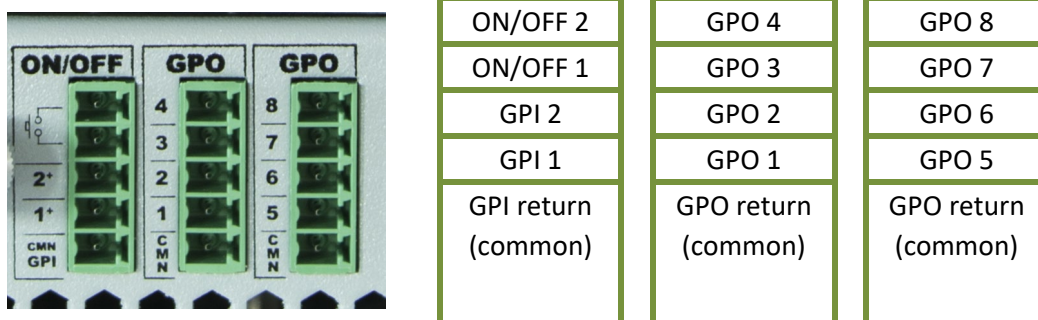 ON/OFF GPO GPO
4 8
3 7
2+ 2 6
1+ 1 5
CMN GPI CMN CMN
ON/OFF 2 GPO 4 GPO 8
ON/OFF 1 GPO 3 GPO 7
GPI 2 GPO 2 GPO 6
GPI 1 GPO 1 GPO 5
GPI return GPO return GPO return
(common) (common) (common)